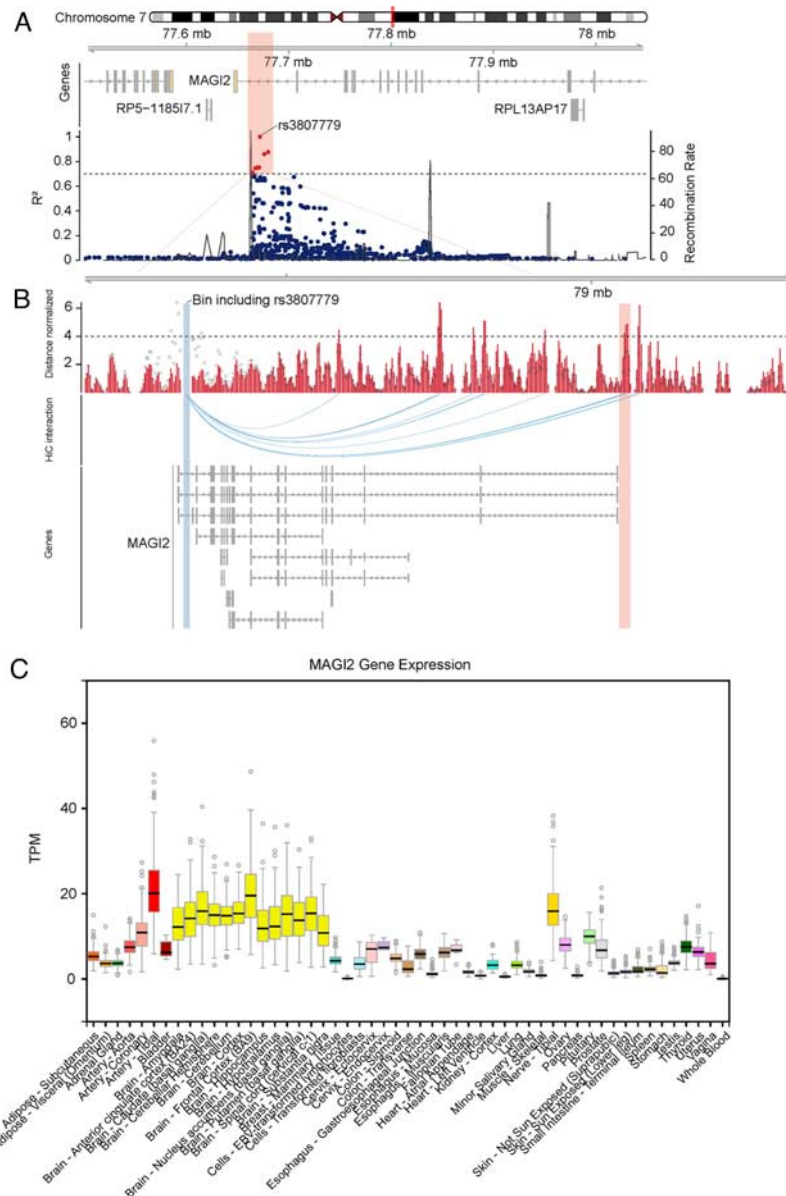 A
Chromosome 7
77.6 mb
77.8 mb
78 mb
77.7 mb
77.9 mb
Genes
MAGI2
RP5-1185I7.1
RPL13AP17
rs3807779
1
0.8
0.6
0.4
0.2
0
R²
80
60
40
20
0
Recombination Rate
79 mb
B
Bin including rs3807779
6
4
2
Distance normalized
HiC interaction
Genes
MAGI2
C
MAGI2 Gene Expression
60
40
20
0
TPM
Adipose - Subcutaneous
Adipose - Visceral (Omentum)
Adrenal Gland
Artery - Aorta
Artery - Coronary
Artery - Tibial
Bladder
Brain - Amygdala
Brain - Anterior cingulate cortex (BA24)
Brain - Caudate (basal ganglia)
Brain - Cerebellar Hemisphere
Brain - Cerebellum
Brain - Cortex
Brain - Frontal Cortex (BA9)
Brain - Hippocampus
Brain - Hypothalamus
Brain - Nucleus accumbens (basal ganglia)
Brain - Putamen (basal ganglia)
Brain - Spinal cord (cervical c-1)
Brain - Substantia nigra
Breast - Mammary Tissue
Cells - EBV-transformed lymphocytes
Cells - Transformed fibroblasts
Cervix - Ectocervix
Cervix - Endocervix
Colon - Sigmoid
Colon - Transverse
Esophagus - Gastroesophageal Junction
Esophagus - Mucosa
Esophagus - Muscularis
Fallopian Tube
Heart - Atrial Appendage
Heart - Left Ventricle
Kidney - Cortex
Liver
Lung
Minor Salivary Gland
Muscle - Skeletal
Nerve - Tibial
Ovary
Pancreas
Pituitary
Prostate
Skin - Not Sun Exposed (Suprapubic)
Skin - Sun Exposed (Lower leg)
Small Intestine - Terminal Ileum
Spleen
Stomach
Testis
Thyroid
Uterus
Vagina
Whole Blood